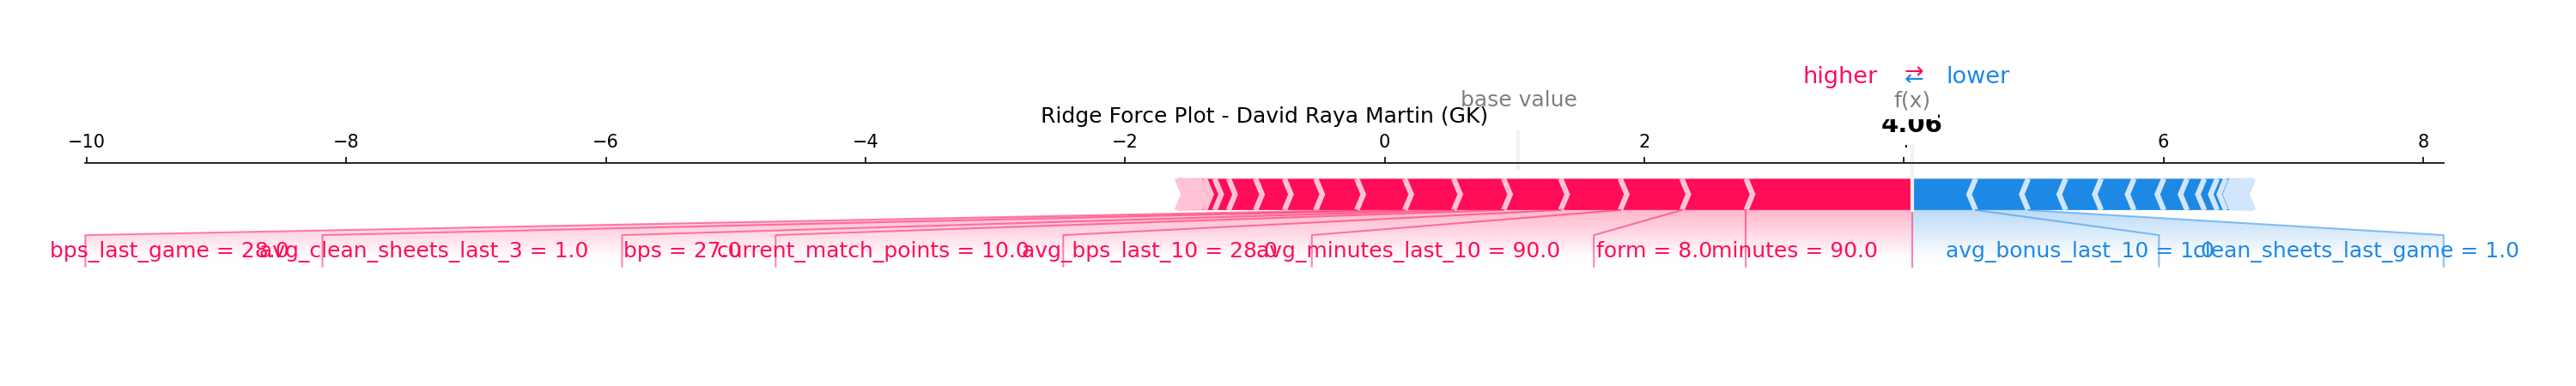 higher ⇄ lower
base value
f(x)
Ridge Force Plot - David Raya Martin (GK)
4.06
−10 −8 −6 −4 −2 0 2 6 8
bps_last_game = 28.0
avg_clean_sheets_last_3 = 1.0
bps = 27.0
current_match_points = 10.0
avg_bps_last_10 = 28.0
avg_minutes_last_10 = 90.0
form = 8.0
minutes = 90.0
avg_bonus_last_10 = 1.0
clean_sheets_last_game = 1.0